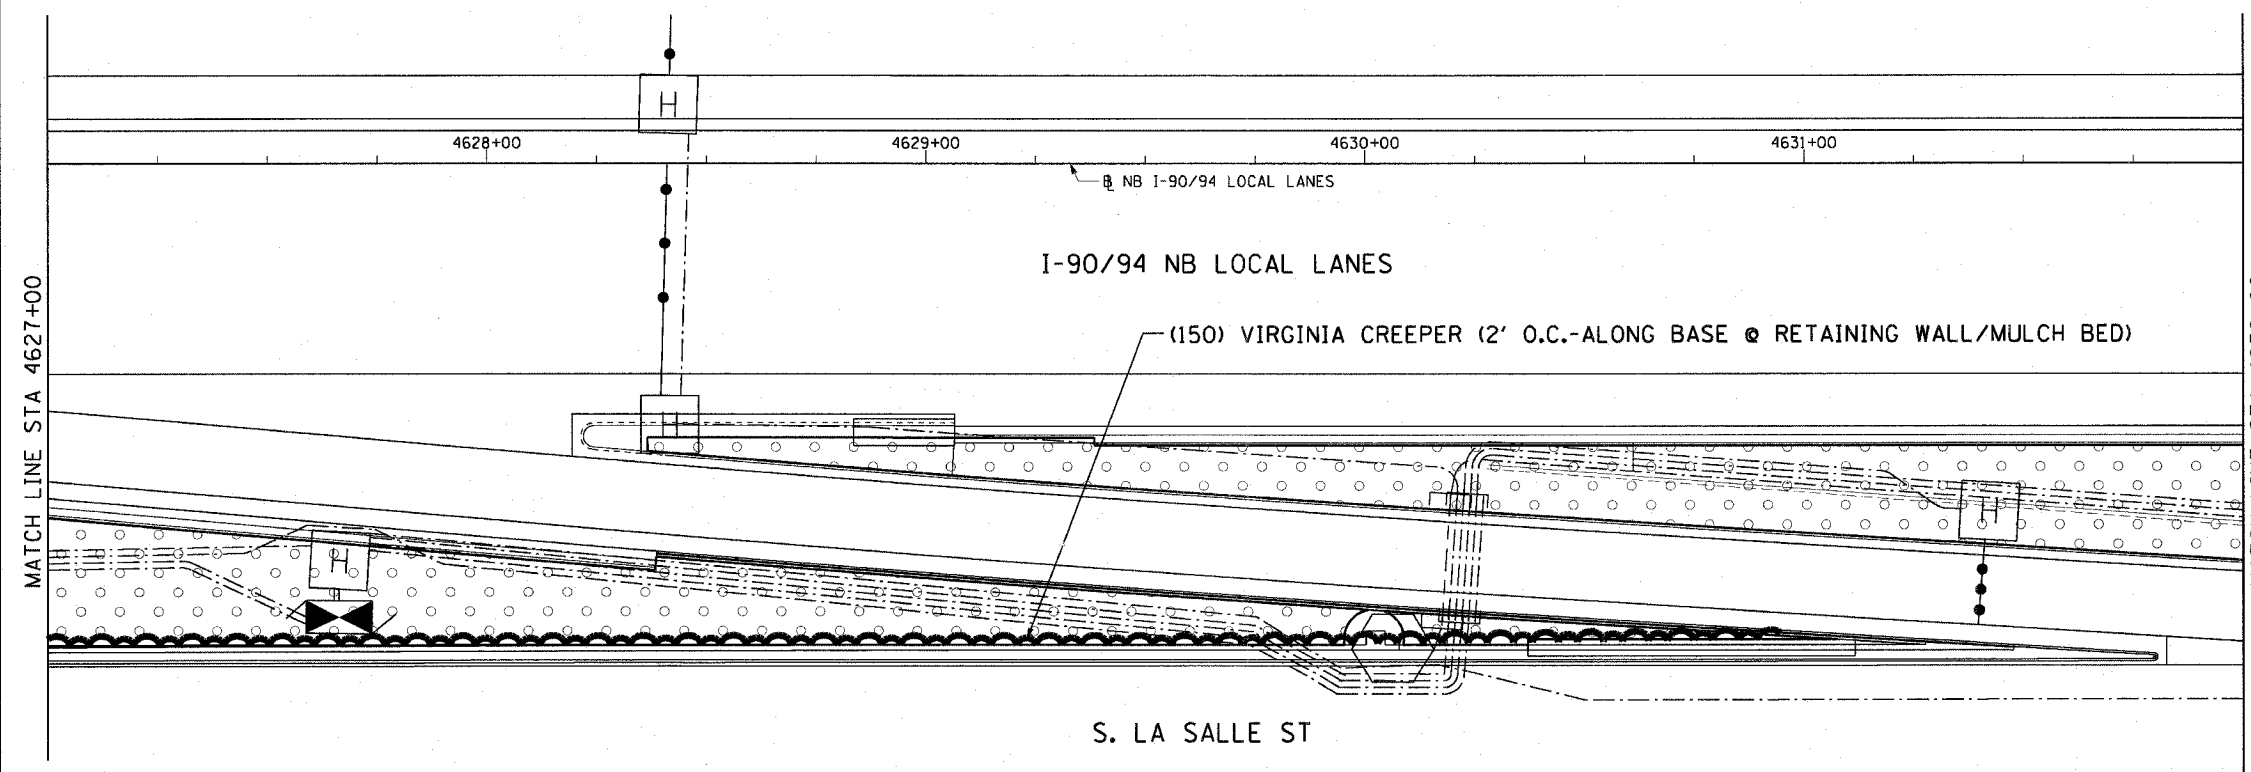 H
4628+00 4629+00 4630+00 4631+00
℄ NB I-90/94 LOCAL LANES
I-90/94 NB LOCAL LANES
MATCH LINE STA 4627+00
(150) VIRGINIA CREEPER (2' O.C.-ALONG BASE @ RETAINING WALL/MULCH BED)
H
H
H
S. LA SALLE ST